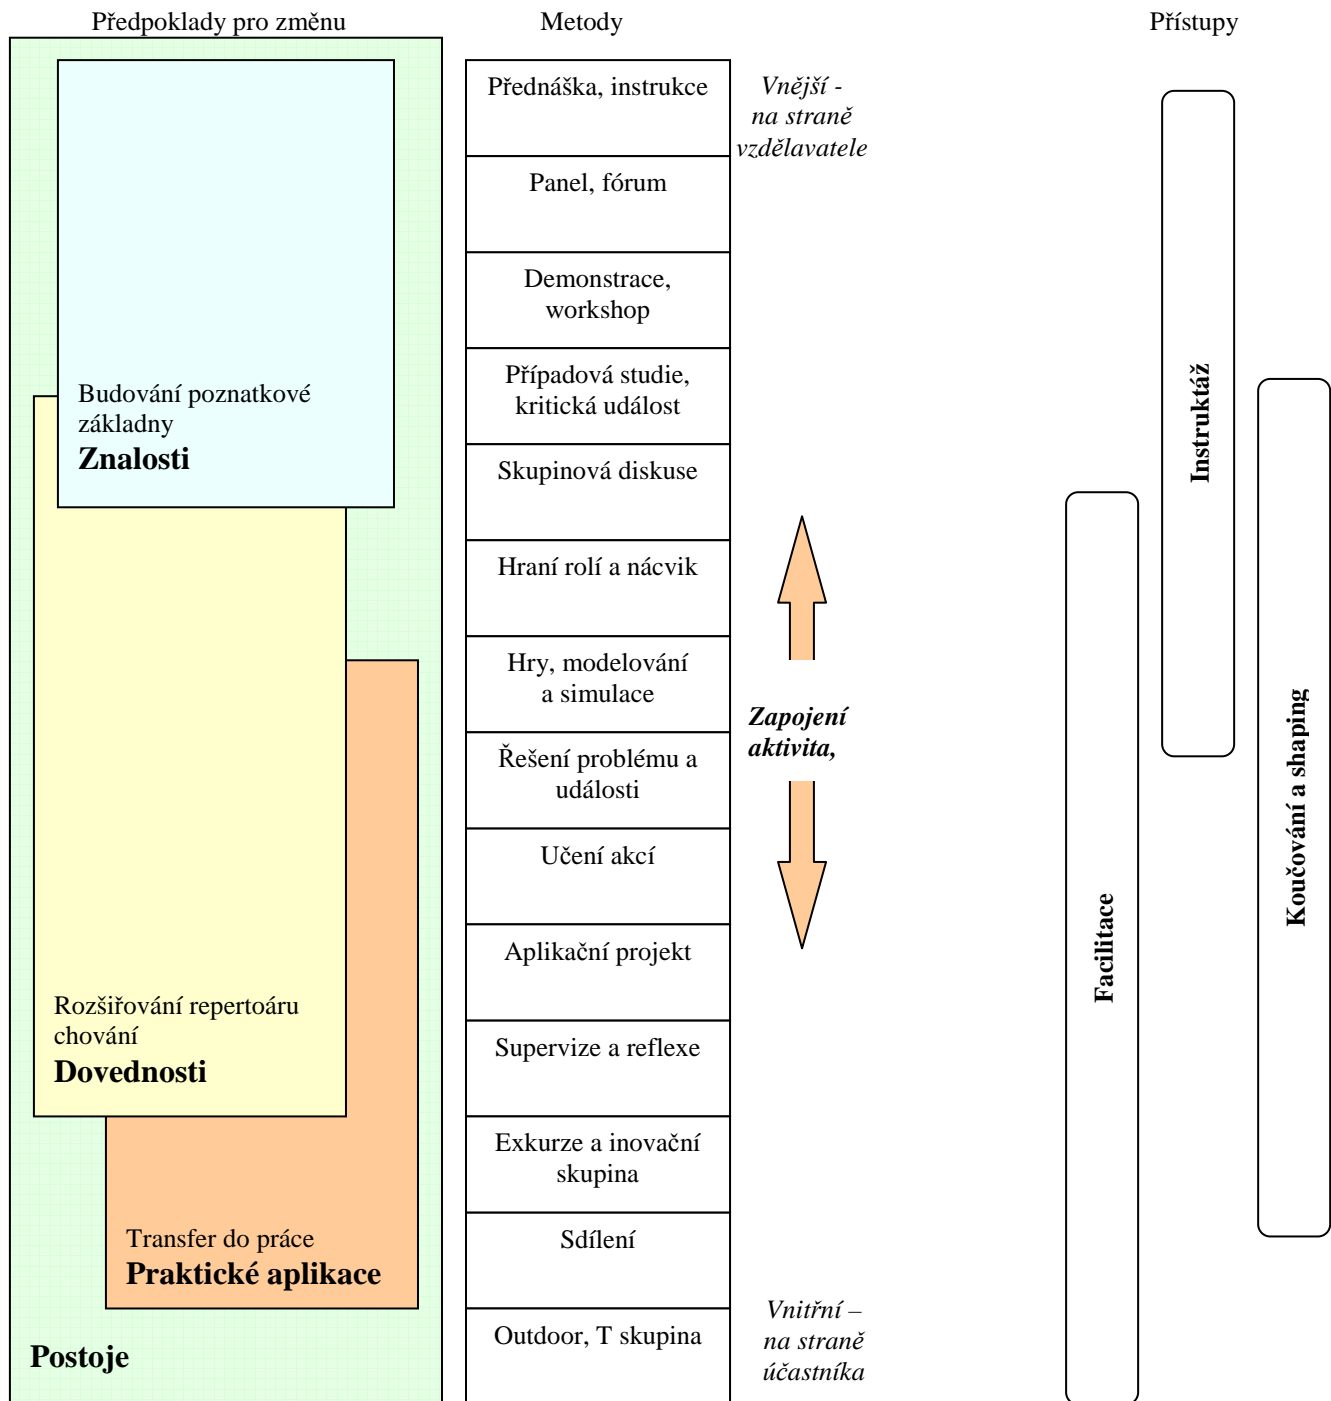 Předpoklady pro změnu
Metody
Přístupy
Budování poznatkové
základny
Znalosti
Rozšiřování repertoáru
chování
Dovednosti
Transfer do práce
Praktické aplikace
Postoje
Přednáška, instrukce
Panel, fórum
Demonstrace,
workshop
Případová studie,
kritická událost
Skupinová diskuse
Hraní rolí a nácvik
Hry, modelování
a simulace
Řešení problému a
události
Učení akcí
Aplikační projekt
Supervize a reflexe
Exkurze a inovační
skupina
Sdílení
Outdoor, T skupina
Vnější -
na straně
vzdělavatele
Zapojení
aktivita,
Vnitřní –
na straně
účastníka
Facilitace
Instruktáž
Koučování a shaping